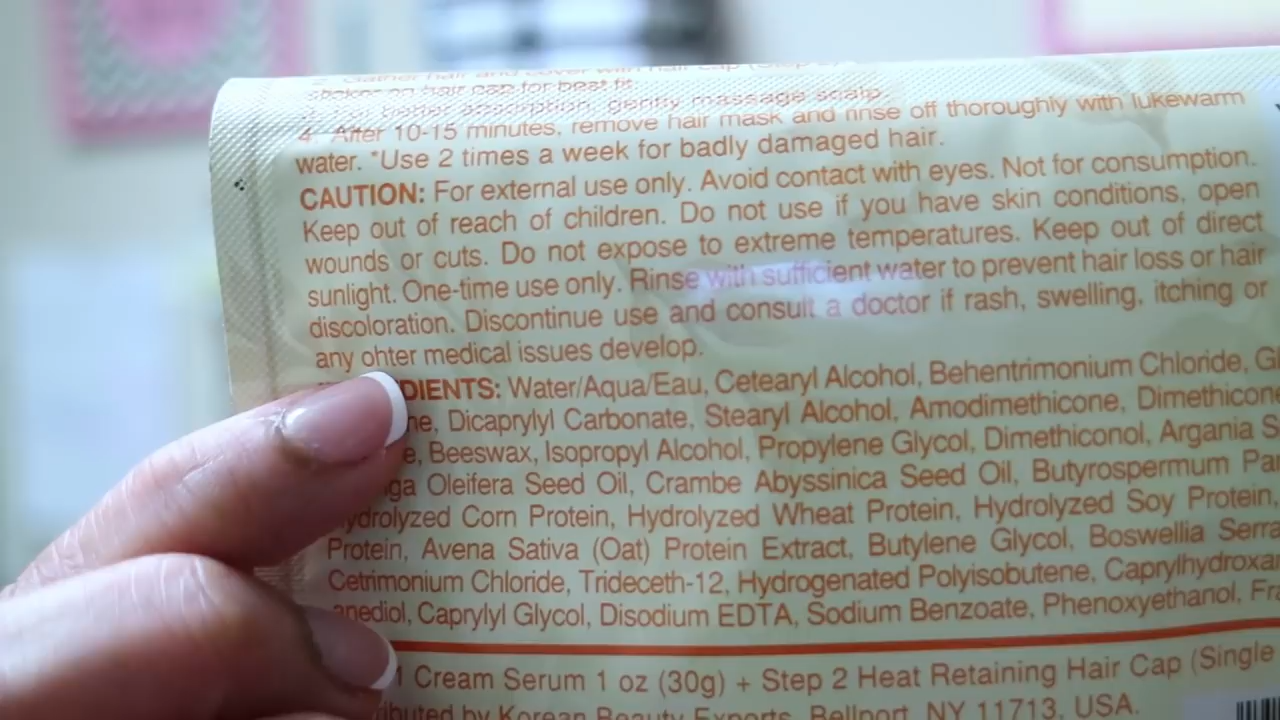 Gather hair and cover with hair cap
sticker on hair cap for best fit.
better absorption, gently massage scalp.
4. After 10-15 minutes, remove hair mask and rinse off thoroughly with lukewarm
water. *Use 2 times a week for badly damaged hair.
CAUTION: For external use only. Avoid contact with eyes. Not for consumption.
Keep out of reach of children. Do not use if you have skin conditions, open
wounds or cuts. Do not expose to extreme temperatures. Keep out of direct
sunlight. One-time use only. Rinse with sufficient water to prevent hair loss or hair
discoloration. Discontinue use and consult a doctor if rash, swelling, itching or
any ohter medical issues develop.
DIENTS: Water/Aqua/Eau, Cetearyl Alcohol, Behentrimonium Chloride,
ne, Dicaprylyl Carbonate, Stearyl Alcohol, Amodimethicone, Dimethicone
e, Beeswax, Isopropyl Alcohol, Propylene Glycol, Dimethiconol, Argania S
ga Oleifera Seed Oil, Crambe Abyssinica Seed Oil, Butyrospermum Par
ydrolyzed Corn Protein, Hydrolyzed Wheat Protein, Hydrolyzed Soy Protein,
Protein, Avena Sativa (Oat) Protein Extract, Butylene Glycol, Boswellia Serra
Cetrimonium Chloride, Trideceth-12, Hydrogenated Polyisobutene, Caprylhydroxa
anediol, Caprylyl Glycol, Disodium EDTA, Sodium Benzoate, Phenoxyethanol, Fra
1 Cream Serum 1 oz (30g) + Step 2 Heat Retaining Hair Cap (Single
ributed by Korean Beauty Exports, Bellport, NY 11713, USA.